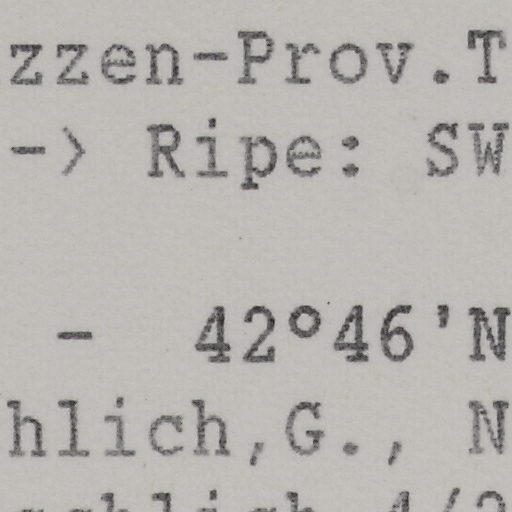 zzen-Prov.T
-> Ripe: SW
- 42°46'N
hlich,G., N